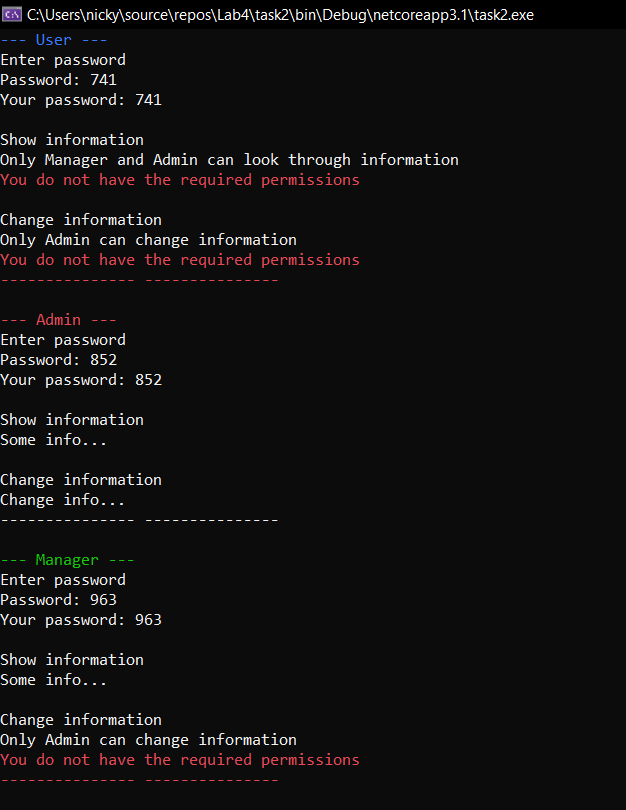 C:\Users\nicky\source\repos\Lab4\task2\bin\Debug\netcoreapp3.1\task2.exe
--- User ---
Enter password
Password: 741
Your password: 741
Show information
Only Manager and Admin can look through information
You do not have the required permissions
Change information
Only Admin can change information
You do not have the required permissions
--------------- ---------------
--- Admin ---
Enter password
Password: 852
Your password: 852
Show information
Some info...
Change information
Change info...
--------------- ---------------
--- Manager ---
Enter password
Password: 963
Your password: 963
Show information
Some info...
Change information
Only Admin can change information
You do not have the required permissions
--------------- ---------------